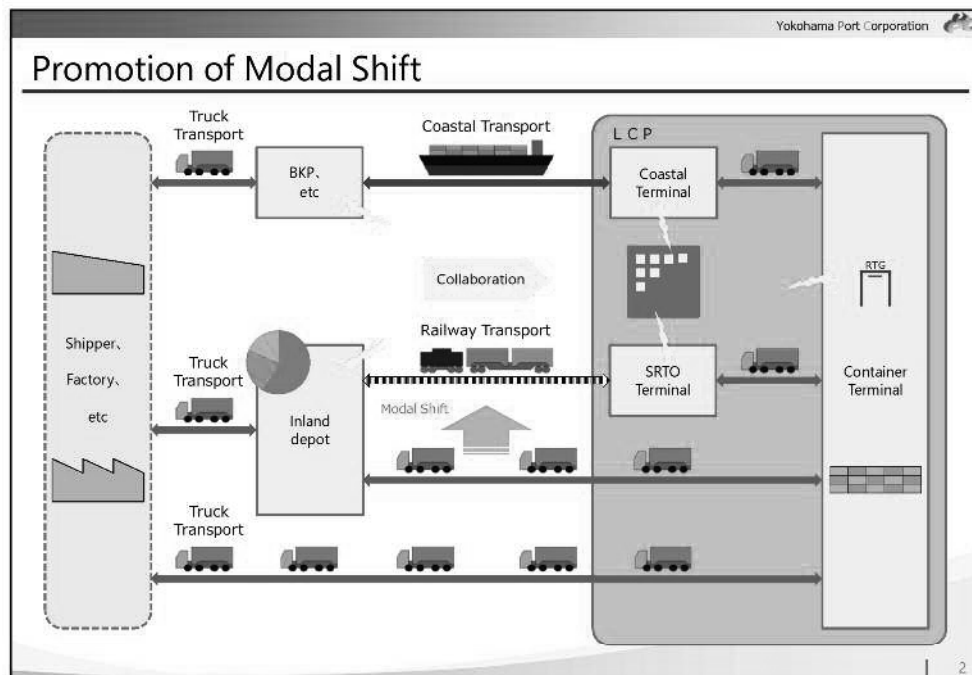 Yokohama Port Corporation
Promotion of Modal Shift
Truck
Transport
Coastal Transport
L C P
BKP、
etc
Coastal
Terminal
RTG
Collaboration
Railway Transport
Shipper、
Factory、
etc
Truck
Transport
Inland
depot
SRTO
Terminal
Container
Terminal
Modal Shift
Truck
Transport
2